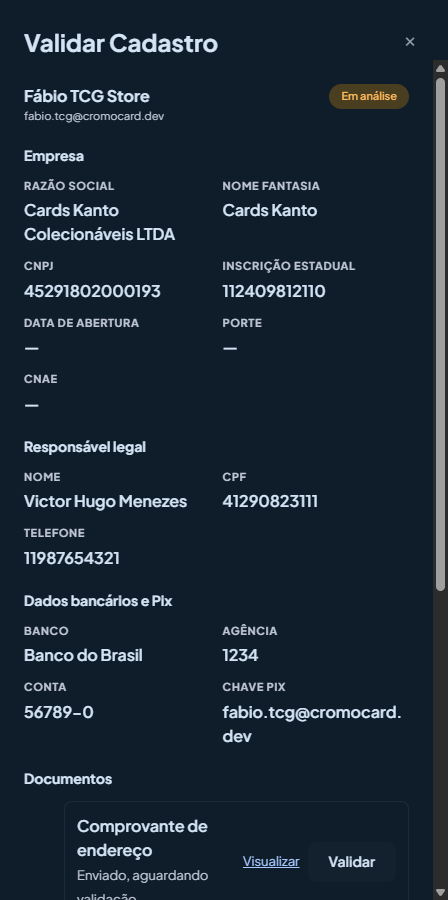 Validar Cadastro
×
Fábio TCG Store
Em análise
fabio.tcg@cromocard.dev
Empresa
RAZÃO SOCIAL
NOME FANTASIA
Cards Kanto
Colecionáveis LTDA
Cards Kanto
CNPJ
INSCRIÇÃO ESTADUAL
45291802000193
112409812110
DATA DE ABERTURA
PORTE
—
—
CNAE
—
Responsável legal
NOME
CPF
Victor Hugo Menezes
41290823111
TELEFONE
11987654321
Dados bancários e Pix
BANCO
AGÊNCIA
Banco do Brasil
1234
CONTA
CHAVE PIX
56789-0
fabio.tcg@cromocard.
dev
Documentos
Comprovante de
endereço
Visualizar
Validar
Enviado, aguardando
validação